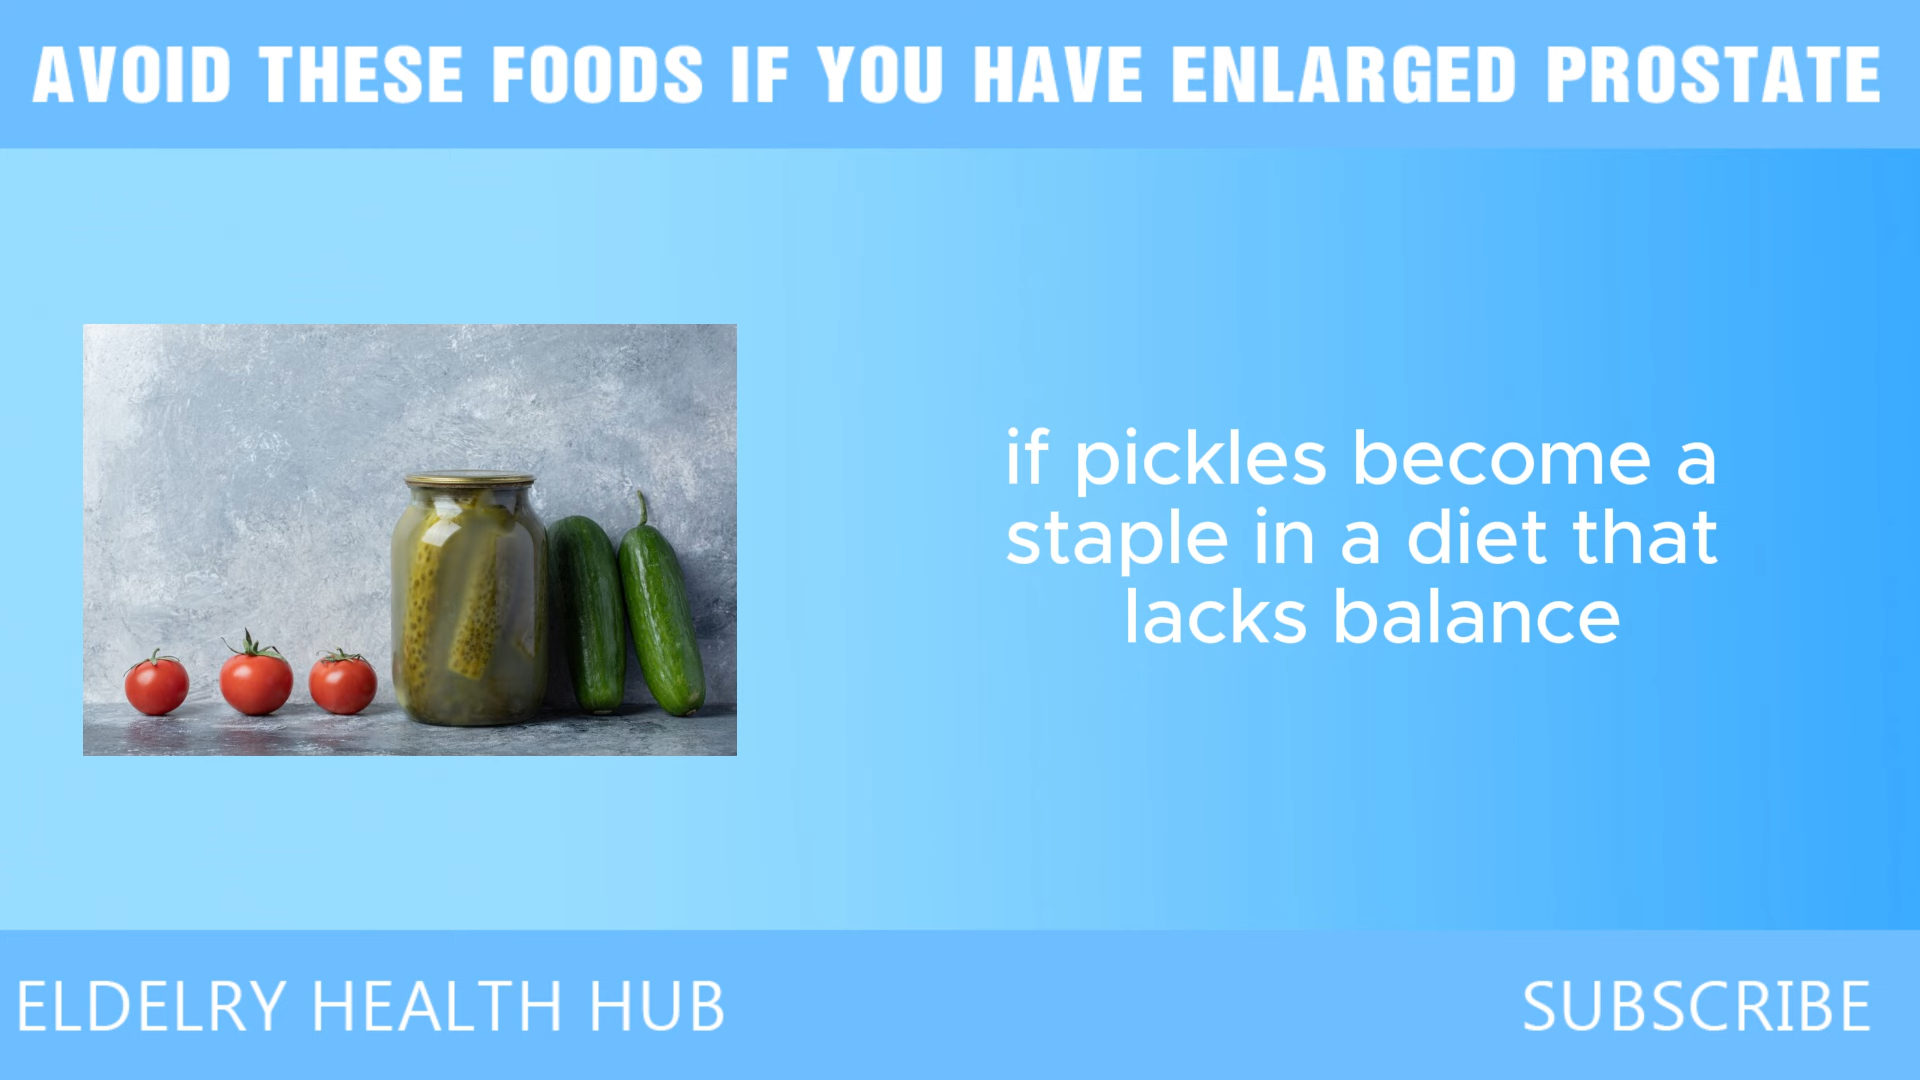 AVOID THESE FOODS IF YOU HAVE ENLARGED PROSTATE
if pickles become a
staple in a diet that
lacks balance
ELDELRY HEALTH HUB
SUBSCRIBE